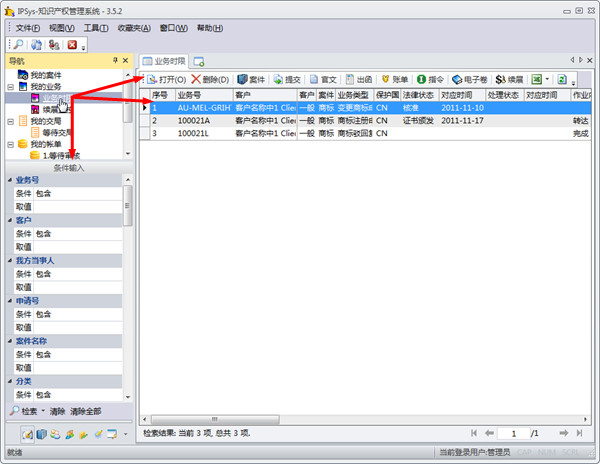 IPSys-知识产权管理系统 - 3.5.2
文件(F) 视图(V) 工具(T) 收藏夹(A) 窗口(W) 帮助(H)
导航
我的案件
我的业务
业务时限
续展
我的交局
等待交局
我的帐单
1.等待审核
条件输入
业务号
条件 包含
取值
客户
条件 包含
取值
我方当事人
条件 包含
取值
申请号
条件 包含
取值
案件名称
条件 包含
取值
分类
条件 包含
检索 清除 清除全部
业务时限
打开(O) 删除(D) 案件 提交 官文 出函 账单 指令 电子卷 续展
序号 业务号 客户 客户 案件 业务类型 保护国 法律状态 对应时间 处理状态 对应时间 作业
1 AU-MEL-GRIH 客户名称中1 Clien 一般 商标 变更商标 CN 核准 2011-11-10
2 100021A 客户名称中1 Clien 一般 商标 商标注册 CN 证书颁发 2011-11-17 转达
3 100021L 客户名称中1 Clien 一般 商标 商标驳回复 CN 完成
检索结果: 当前 3 项, 总共 3 项.
1 /1
就绪
当前登录用户:管理员 CAP NUM SCRL